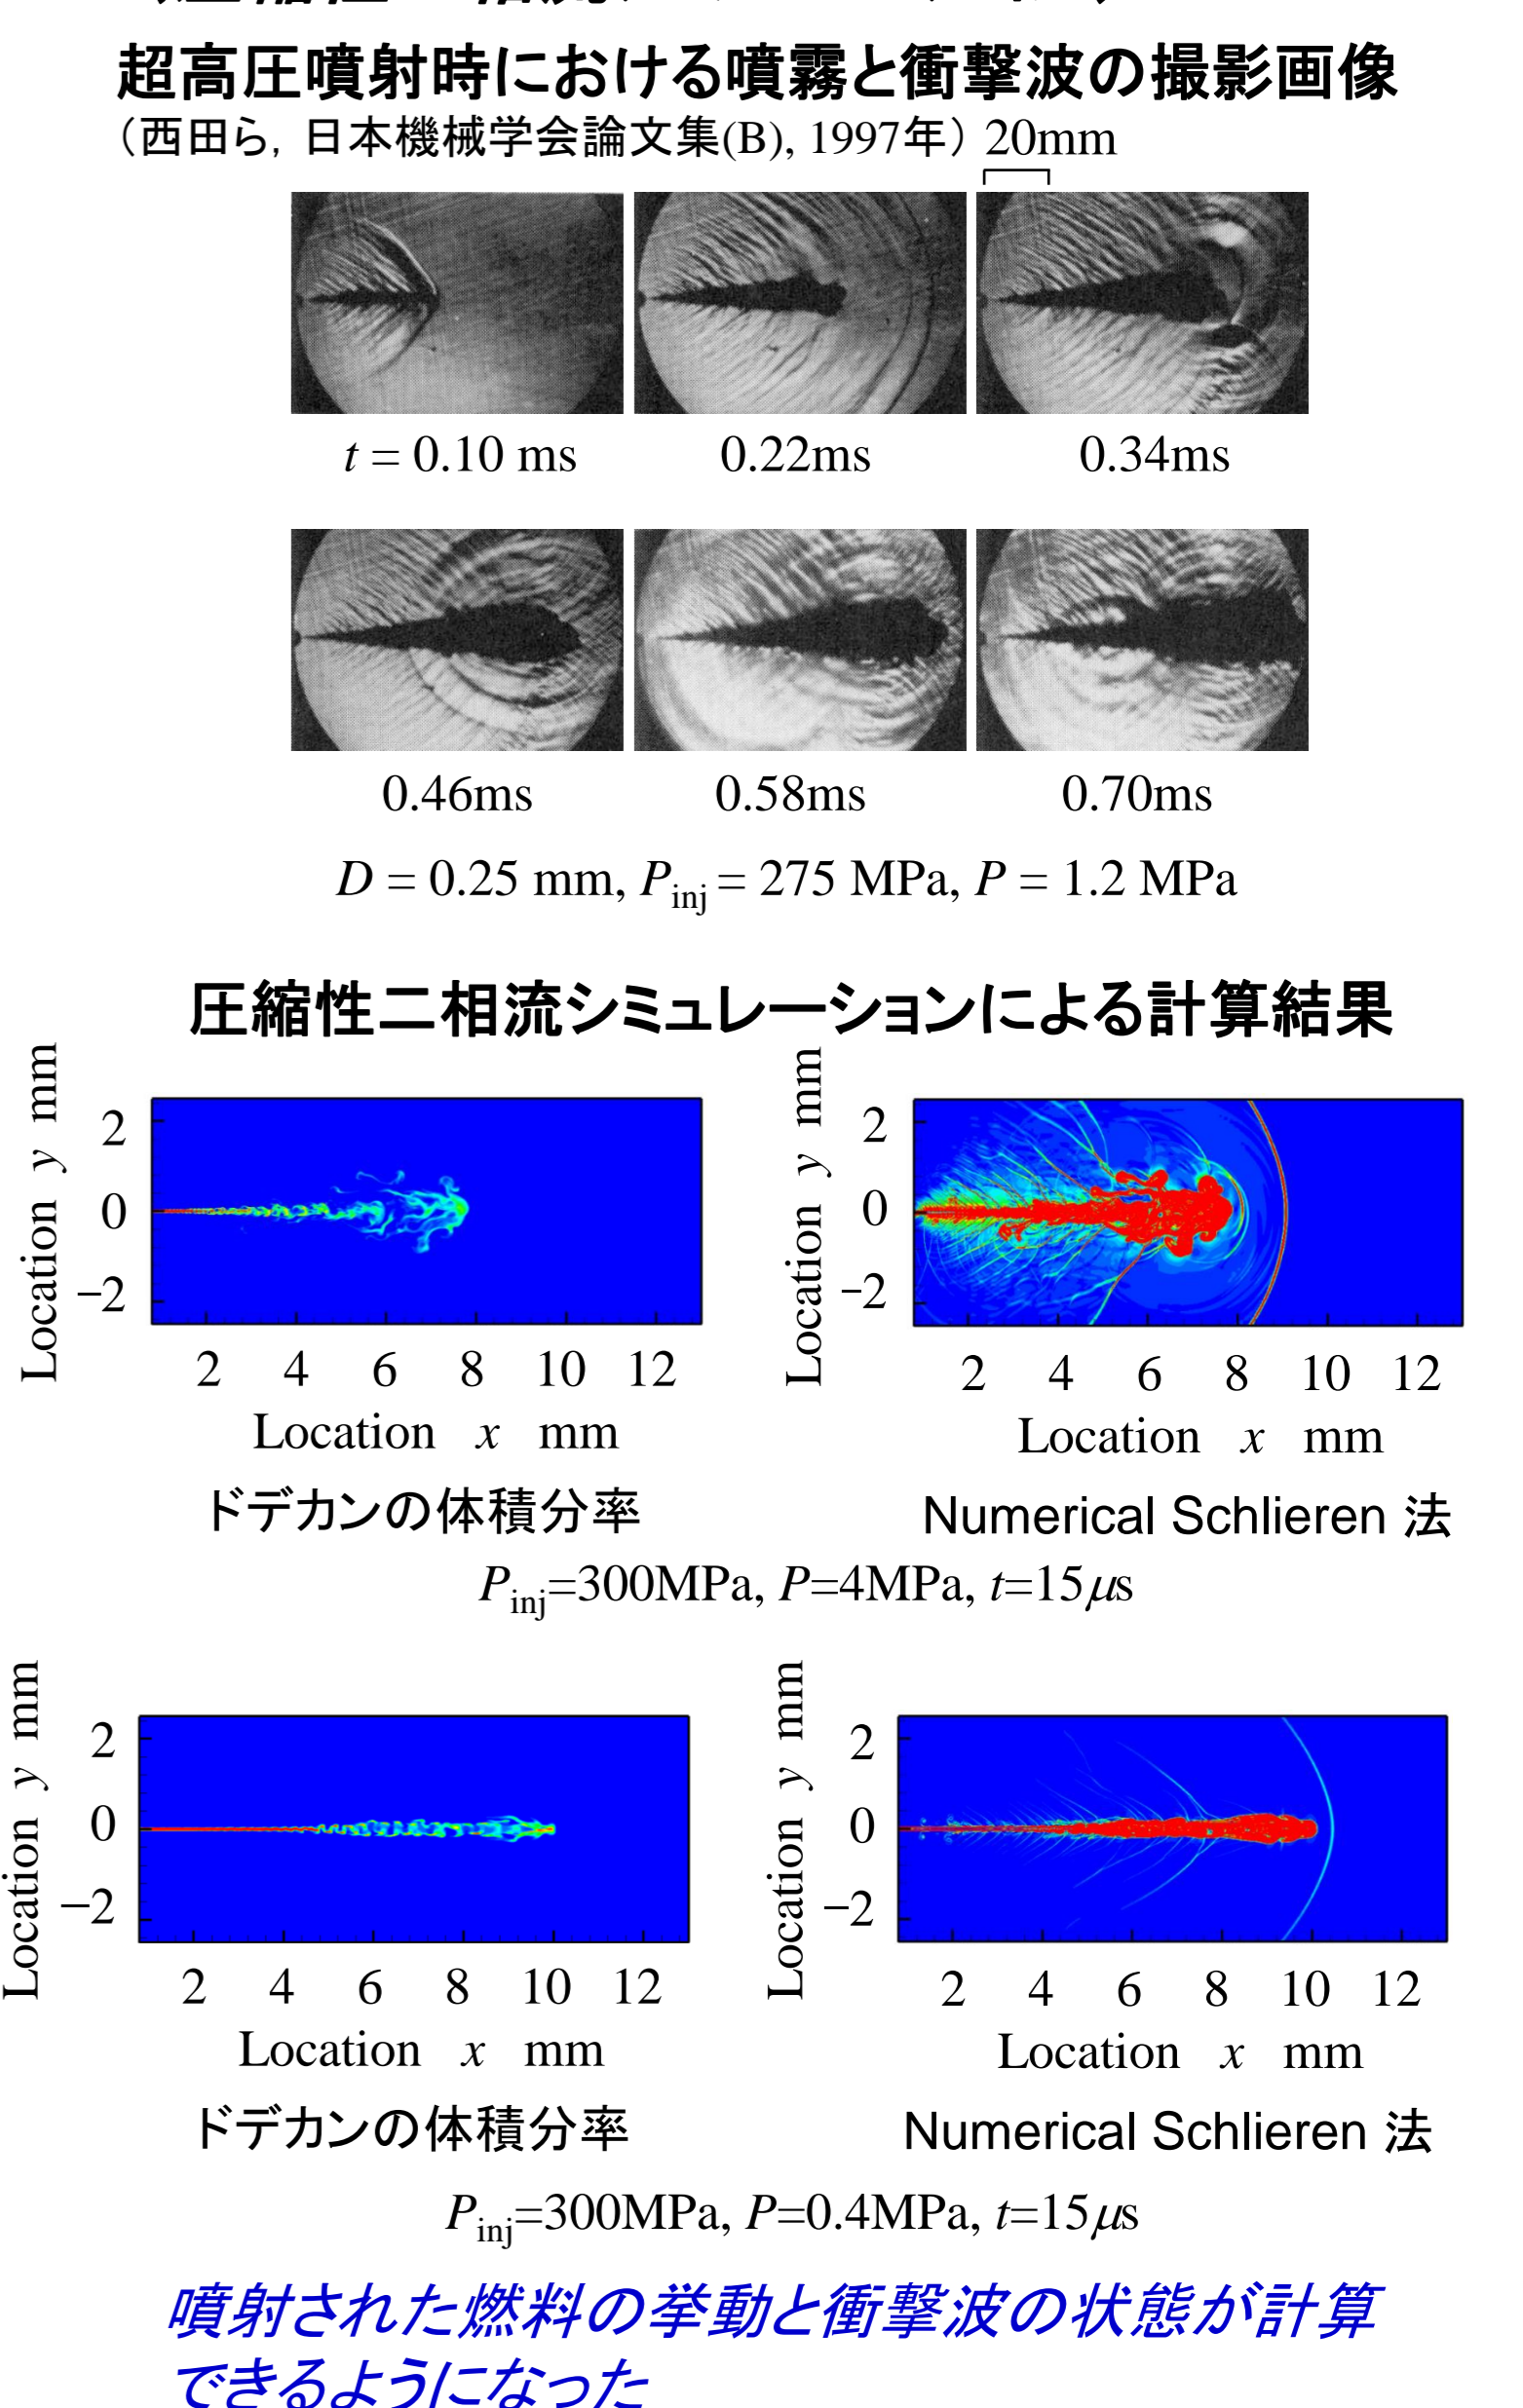 超高圧噴射時における噴霧と衝撃波の撮影画像
（西田ら，日本機械学会論文集(B), 1997年） 20mm
t = 0.10 ms 0.22ms 0.34ms
0.46ms 0.58ms 0.70ms
D = 0.25 mm, Pinj = 275 MPa, P = 1.2 MPa
圧縮性二相流シミュレーションによる計算結果
Location y mm
2
0
−2
2 4 6 8 10 12
Location x mm
ドデカンの体積分率
Location y mm
2
0
−2
2 4 6 8 10 12
Location x mm
Numerical Schlieren 法
Pinj=300MPa, P=4MPa, t=15μs
Location y mm
2
0
−2
2 4 6 8 10 12
Location x mm
ドデカンの体積分率
Location y mm
2
0
−2
2 4 6 8 10 12
Location x mm
Numerical Schlieren 法
Pinj=300MPa, P=0.4MPa, t=15μs
噴射された燃料の挙動と衝撃波の状態が計算
できるようになった